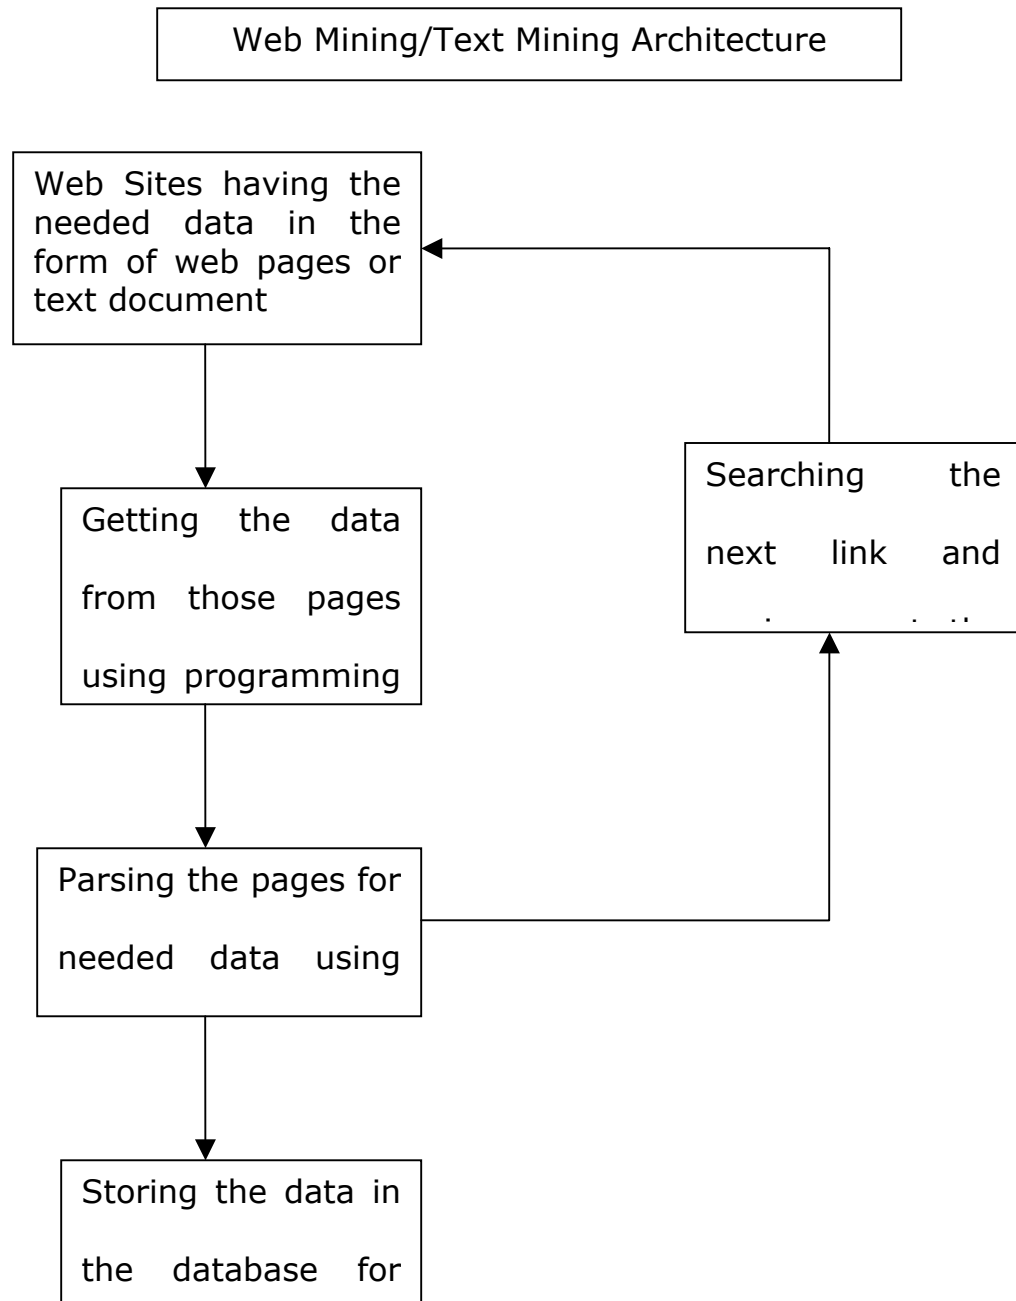 Web Mining/Text Mining Architecture
Web Sites having the
needed data in the
form of web pages or
text document
Searching the
next link and
Getting the data
from those pages
using programming
Parsing the pages for
needed data using
Storing the data in
the database for